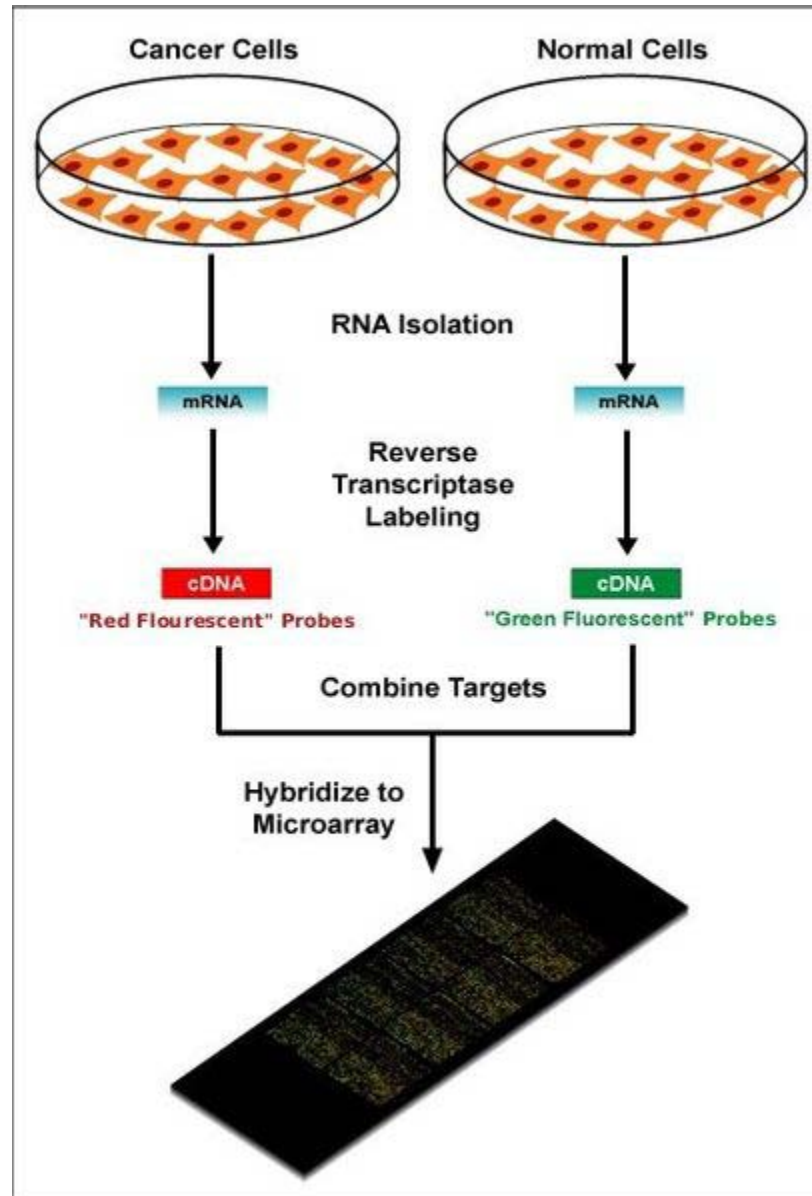 Cancer Cells
Normal Cells
RNA Isolation
mRNA
mRNA
Reverse
Transcriptase
Labeling
cDNA
cDNA
"Red Flourescent" Probes
"Green Fluorescent" Probes
Combine Targets
Hybridize to
Microarray